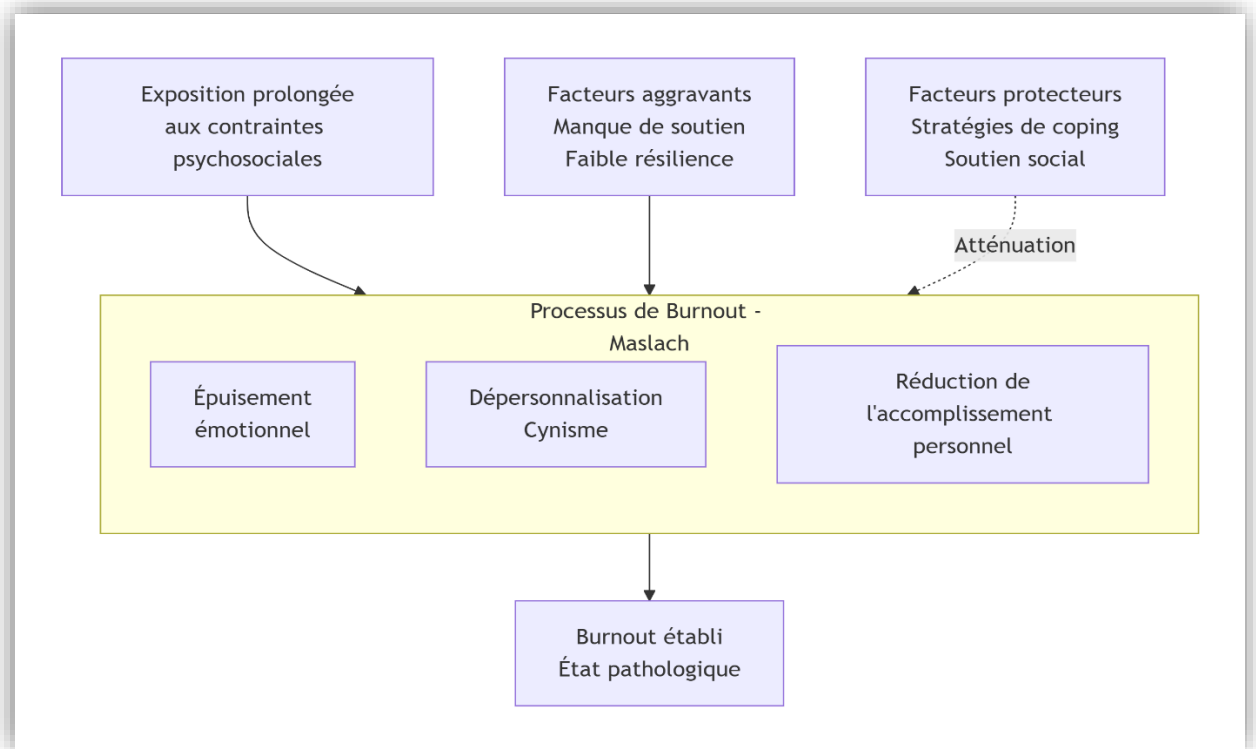 Exposition prolongée
aux contraintes
psychosociales
Facteurs aggravants
Manque de soutien
Faible résilience
Facteurs protecteurs
Stratégies de coping
Soutien social
Atténuation
Processus de Burnout -
Maslach
Épuisement
émotionnel
Dépersonnalisation
Cynisme
Réduction de
l'accomplissement
personnel
Burnout établi
État pathologique